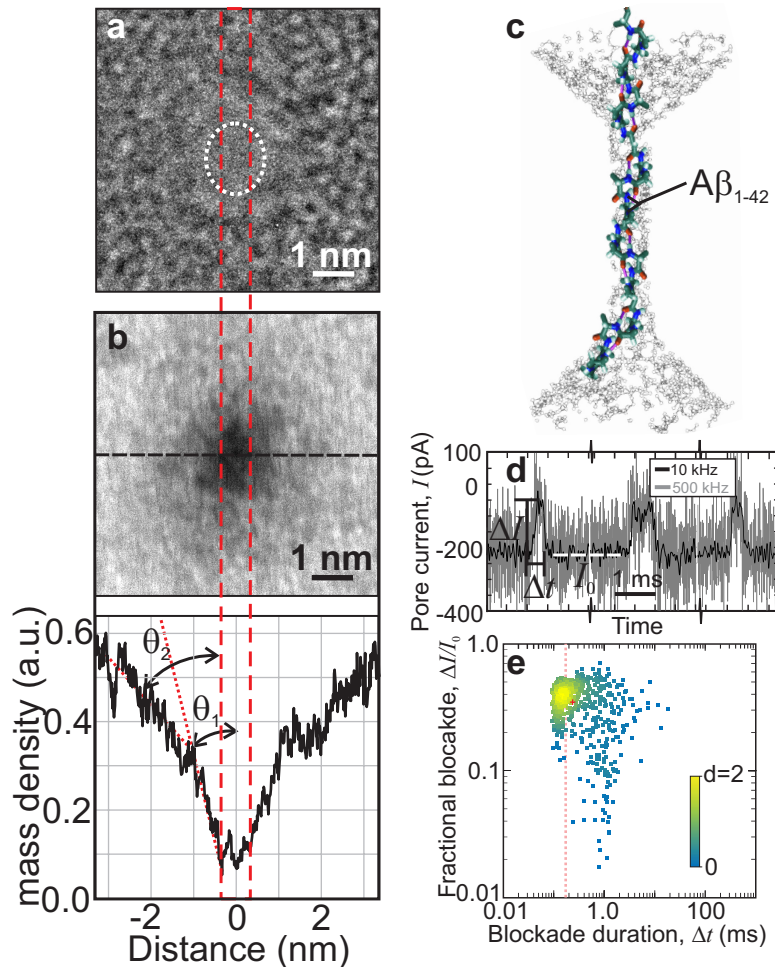 a
1 nm
b
1 nm
mass density (a.u.)
0.6
0.4
0.2
0.0
θ2
θ1
-2 0 2
Distance (nm)
c
Aβ1-42
d
Pore current, I (pA)
100
0
-200
-400
10 kHz
500 kHz
ΔI
Δt
I0
1 ms
Time
e
Fractional blocakde, ΔI/I0
1.0
0.1
0.01
d=2
0
0.01 1.0 100
Blockade duration, Δt (ms)